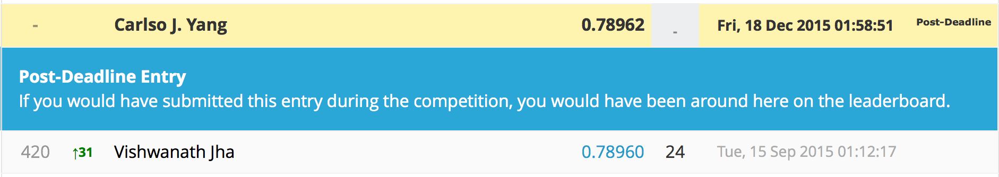 - Carlso J. Yang 0.78962 - Fri, 18 Dec 2015 01:58:51 Post-Deadline
Post-Deadline Entry
If you would have submitted this entry during the competition, you would have been around here on the leaderboard.
420 ↑31 Vishwanath Jha 0.78960 24 Tue, 15 Sep 2015 01:12:17